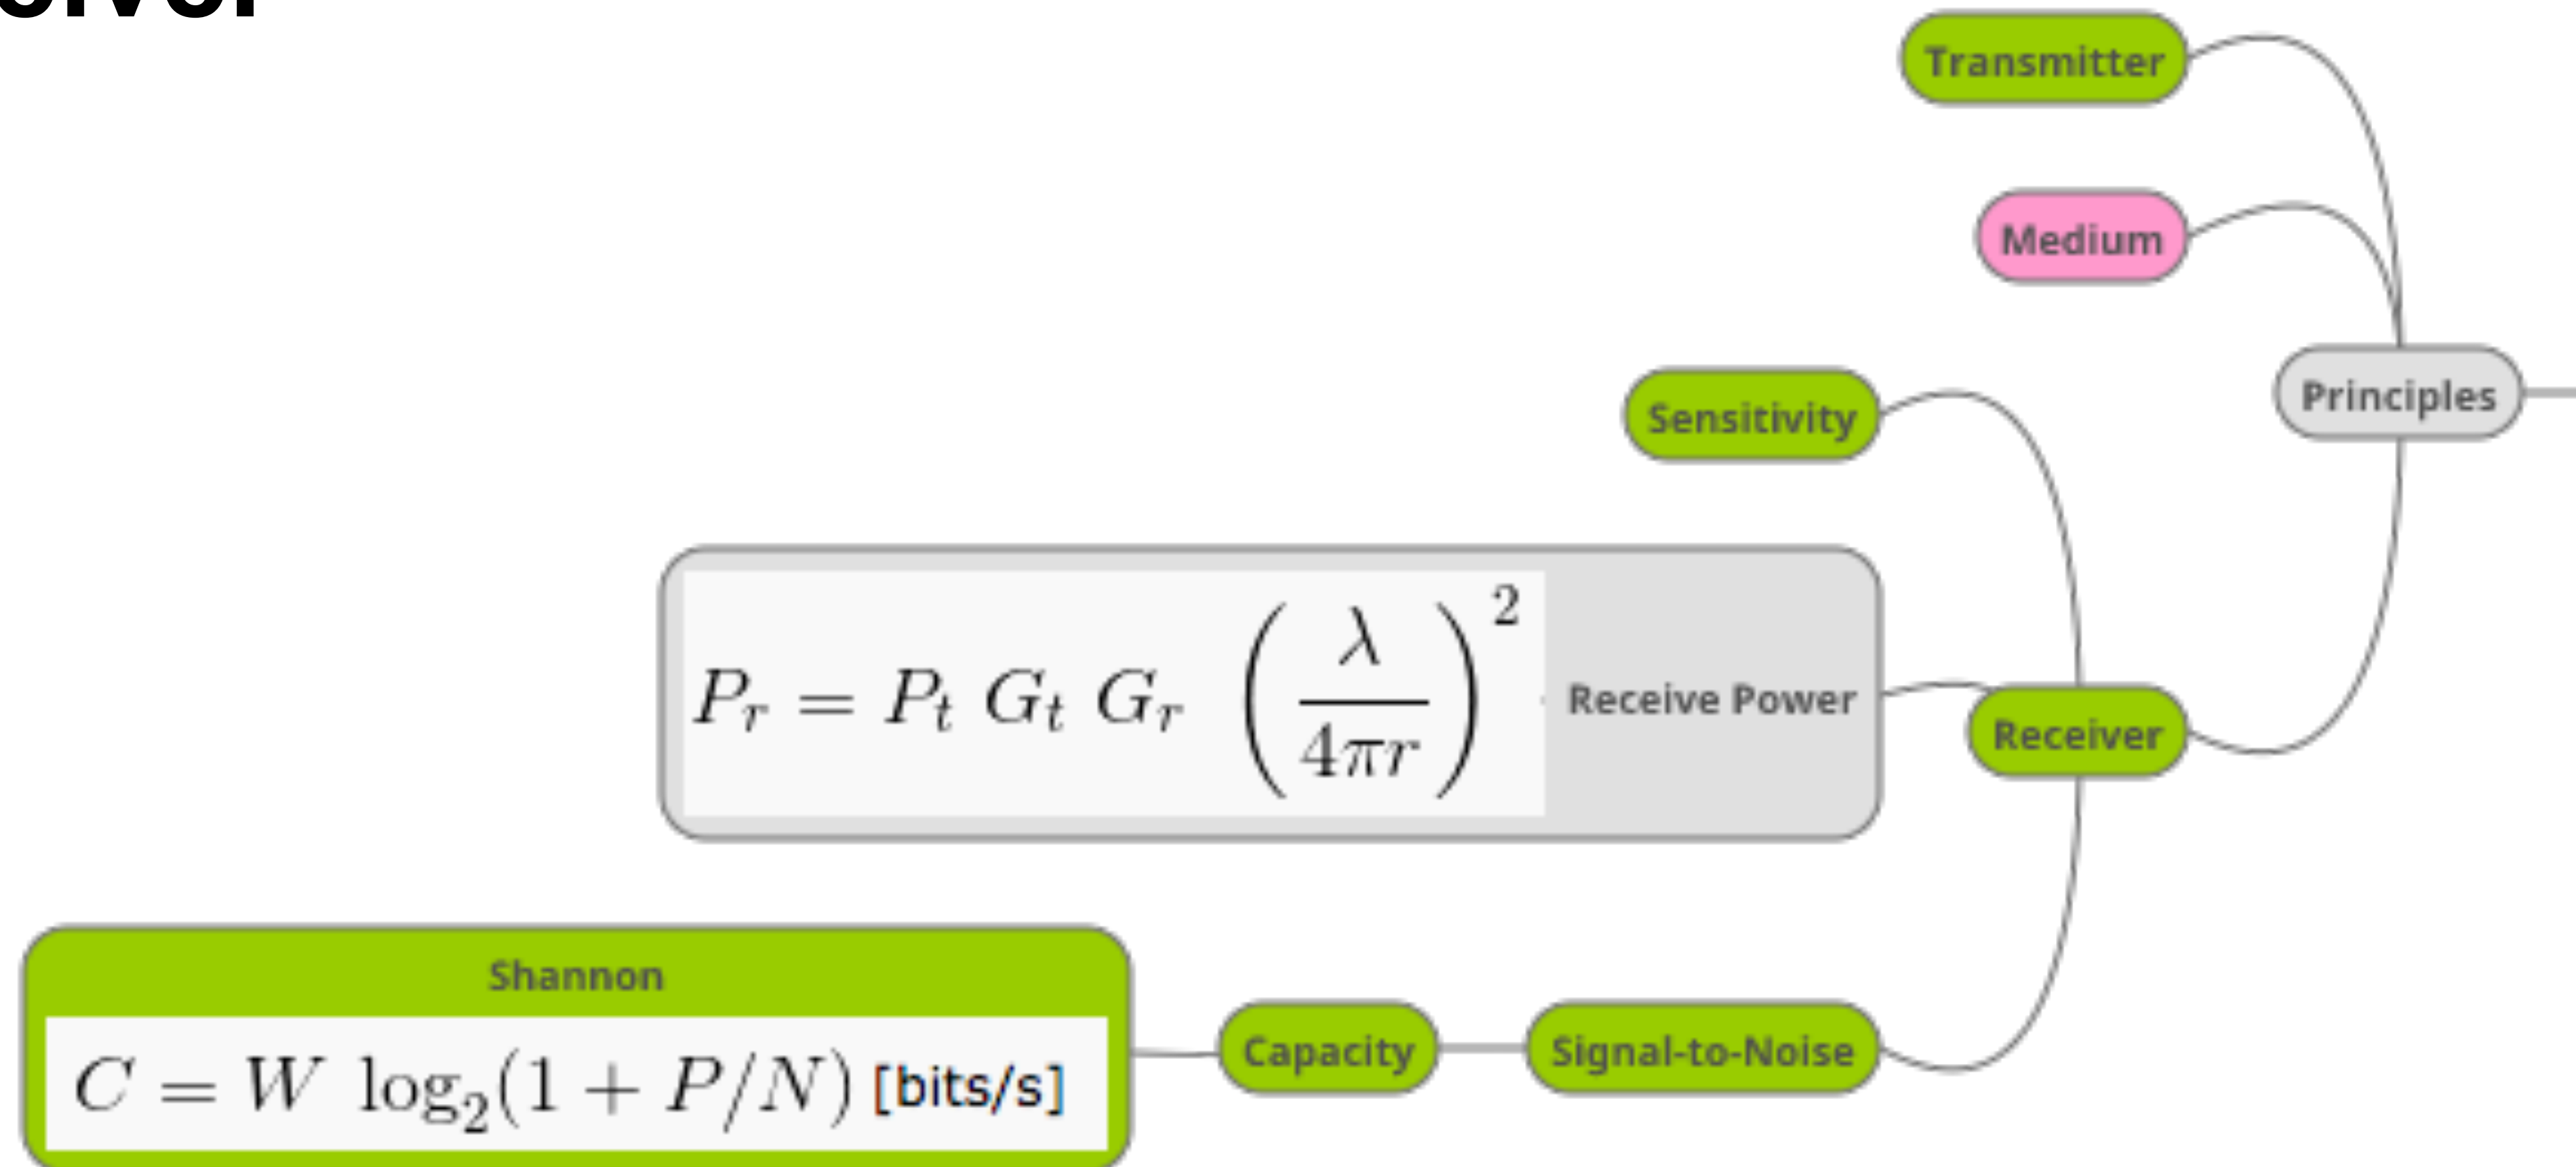 Transmitter
Medium
Principles
Sensitivity
P_r = P_t G_t G_r (λ/4πr)^2 Receive Power
Receiver
Shannon
C = W log_2(1 + P/N) [bits/s]
Capacity
Signal-to-Noise